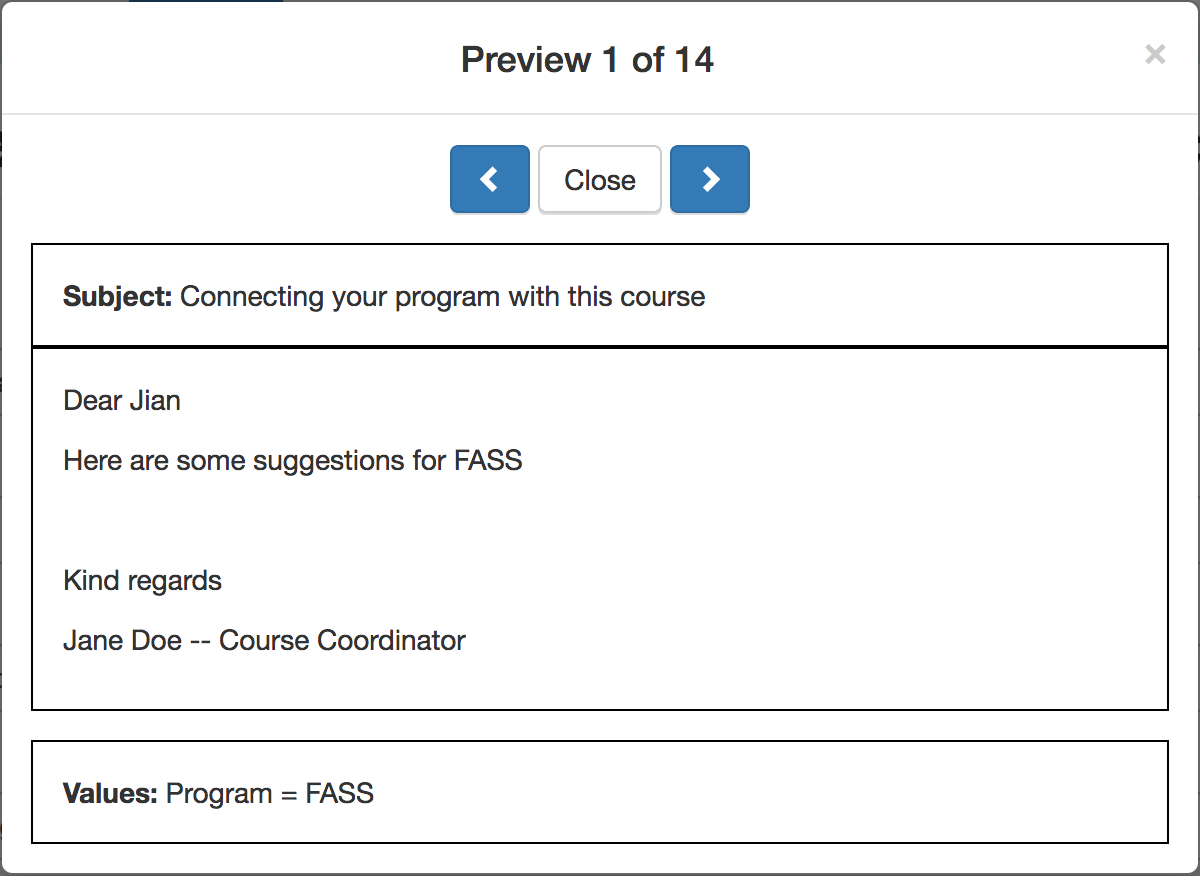 Preview 1 of 14
×
Close
Subject: Connecting your program with this course
Dear Jian
Here are some suggestions for FASS
Kind regards
Jane Doe -- Course Coordinator
Values: Program = FASS